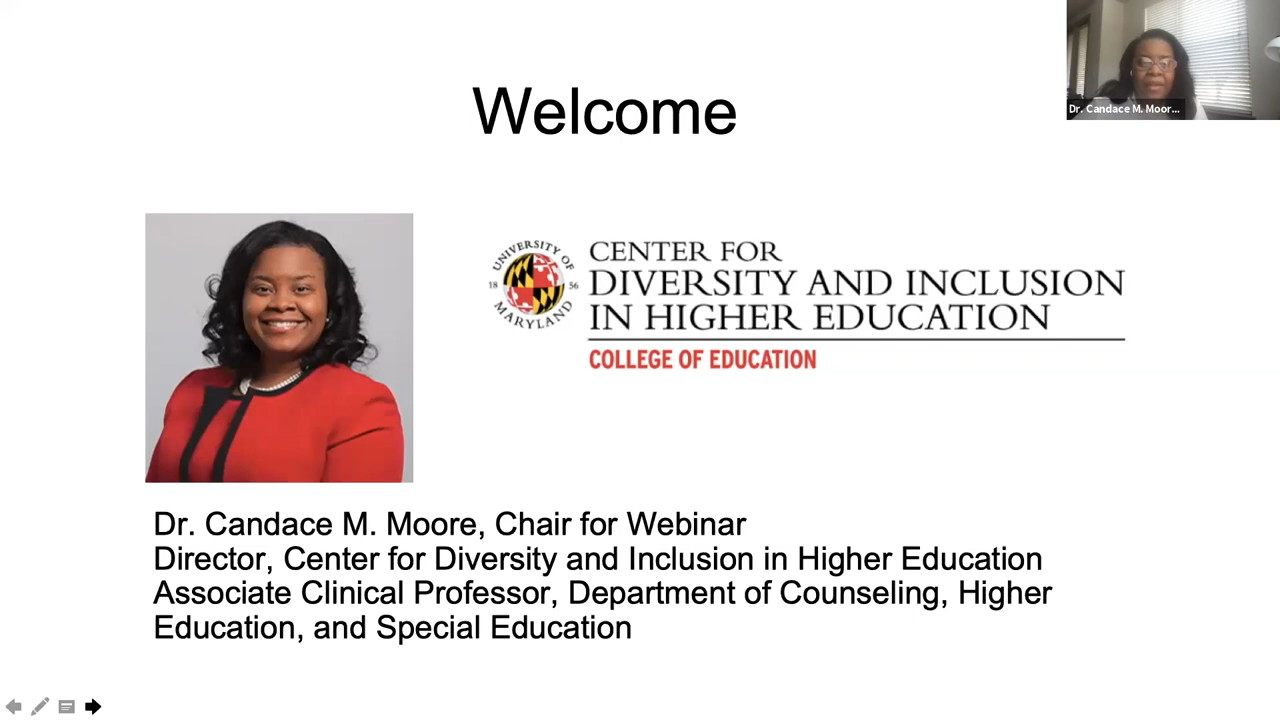 Welcome
Dr. Candace M. Moor...
UNIVERSITY OF
18 56
MARYLAND
CENTER FOR
DIVERSITY AND INCLUSION
IN HIGHER EDUCATION
COLLEGE OF EDUCATION
Dr. Candace M. Moore, Chair for Webinar
Director, Center for Diversity and Inclusion in Higher Education
Associate Clinical Professor, Department of Counseling, Higher
Education, and Special Education